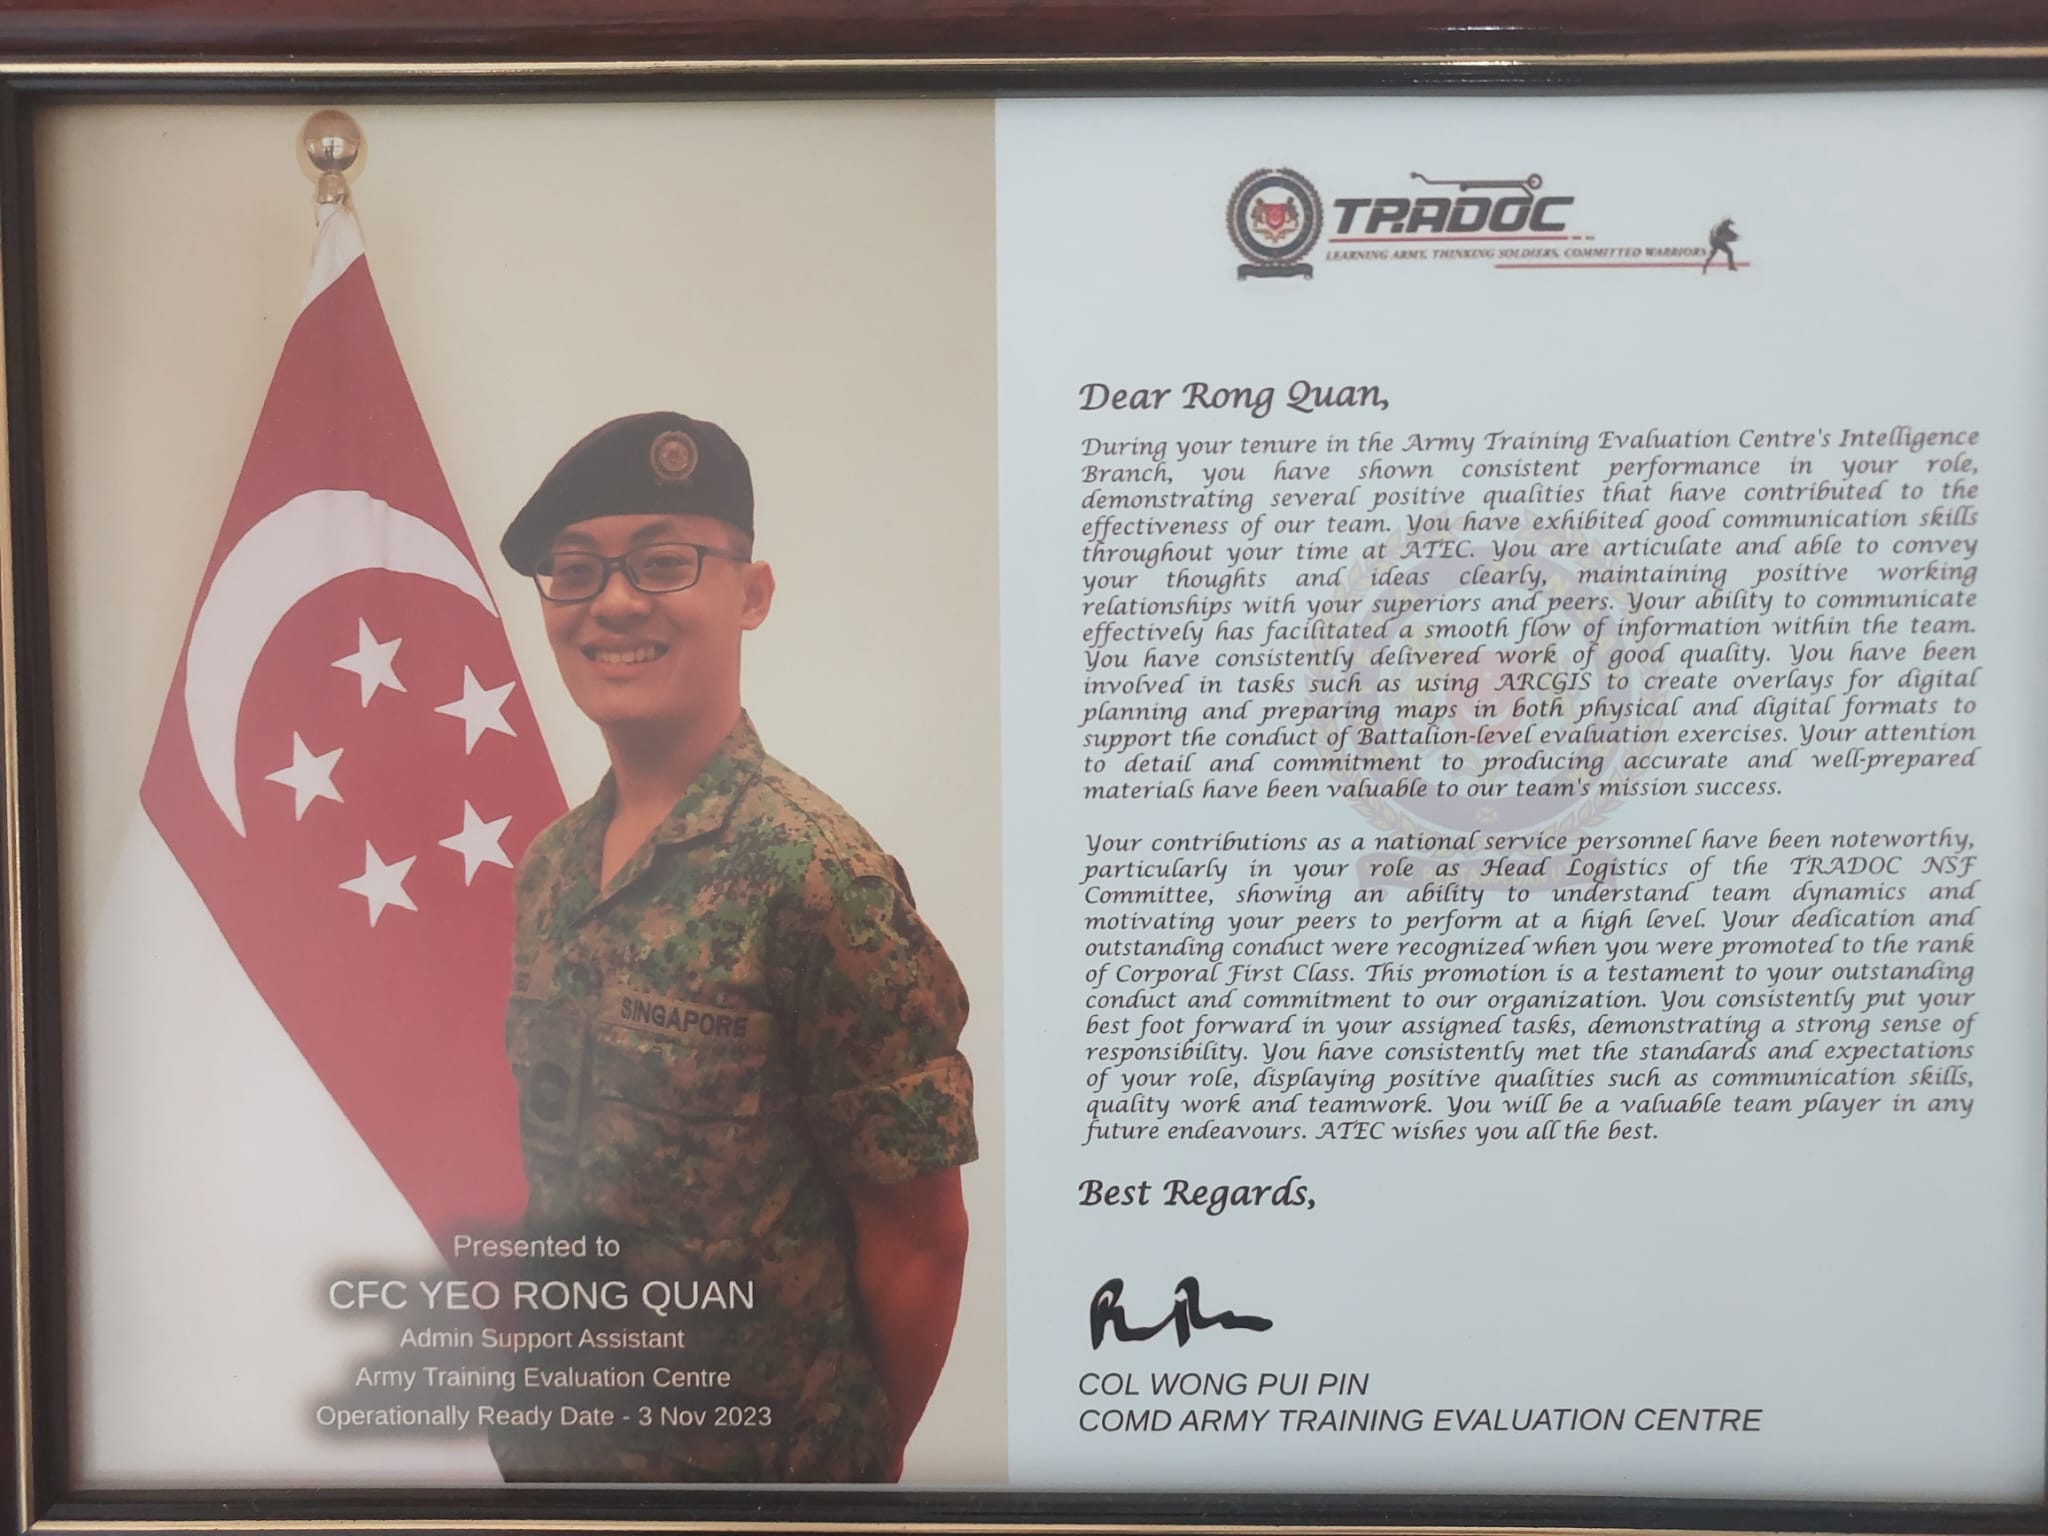 Presented to
CFC YEO RONG QUAN
Admin Support Assistant
Army Training Evaluation Centre
Operationally Ready Date - 3 Nov 2023
SINGAPORE
TRADOC
LEARNING ARMY, THINKING SOLDIERS, COMMITTED WARRIORS
Dear Rong Quan,
During your tenure in the Army Training Evaluation Centre's Intelligence
Branch, you have shown consistent performance in your role,
demonstrating several positive qualities that have contributed to the
effectiveness of our team. You have exhibited good communication skills
throughout your time at ATEC. You are articulate and able to convey
your thoughts and ideas clearly, maintaining positive working
relationships with your superiors and peers. Your ability to communicate
effectively has facilitated a smooth flow of information within the team.
You have consistently delivered work of good quality. You have been
involved in tasks such as using ARCGIS to create overlays for digital
planning and preparing maps in both physical and digital formats to
support the conduct of Battalion-level evaluation exercises. Your attention
to detail and commitment to producing accurate and well-prepared
materials have been valuable to our team's mission success.
Your contributions as a national service personnel have been noteworthy,
particularly in your role as Head Logistics of the TRADOC NSF
Committee, showing an ability to understand team dynamics and
motivating your peers to perform at a high level. Your dedication and
outstanding conduct were recognized when you were promoted to the rank
of Corporal First Class. This promotion is a testament to your outstanding
conduct and commitment to our organization. You consistently put your
best foot forward in your assigned tasks, demonstrating a strong sense of
responsibility. You have consistently met the standards and expectations
of your role, displaying positive qualities such as communication skills,
quality work and teamwork. You will be a valuable team player in any
future endeavours. ATEC wishes you all the best.
Best Regards,
COL WONG PUI PIN
COMD ARMY TRAINING EVALUATION CENTRE